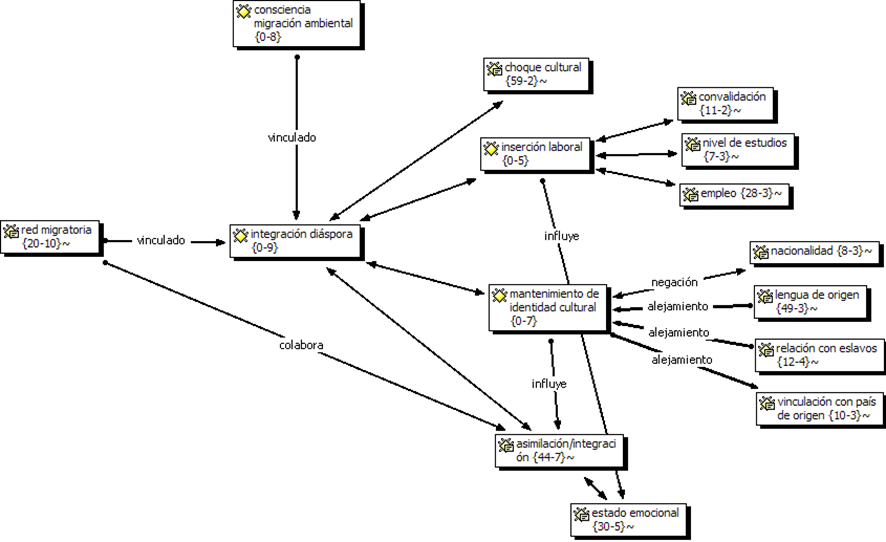 consciencia
migración ambiental
{0-8}
choque cultural
{59-2}~
convalidación
{11-2}~
vinculado
inserción laboral
{0-5}
nivel de estudios
{7-3}~
empleo {28-3}~
red migratoria
{20-10}~
vinculado
integración diáspora
{0-9}
influye
nacionalidad {8-3}~
negación
mantenimiento de
identidad cultural
{0-7}
alejamiento
lengua de origen
{49-3}~
alejamiento
relación con eslavos
{12-4}~
colabora
alejamiento
influye
vinculación con país
de origen {10-3}~
asimilación/integraci
ón {44-7}~
estado emocional
{30-5}~